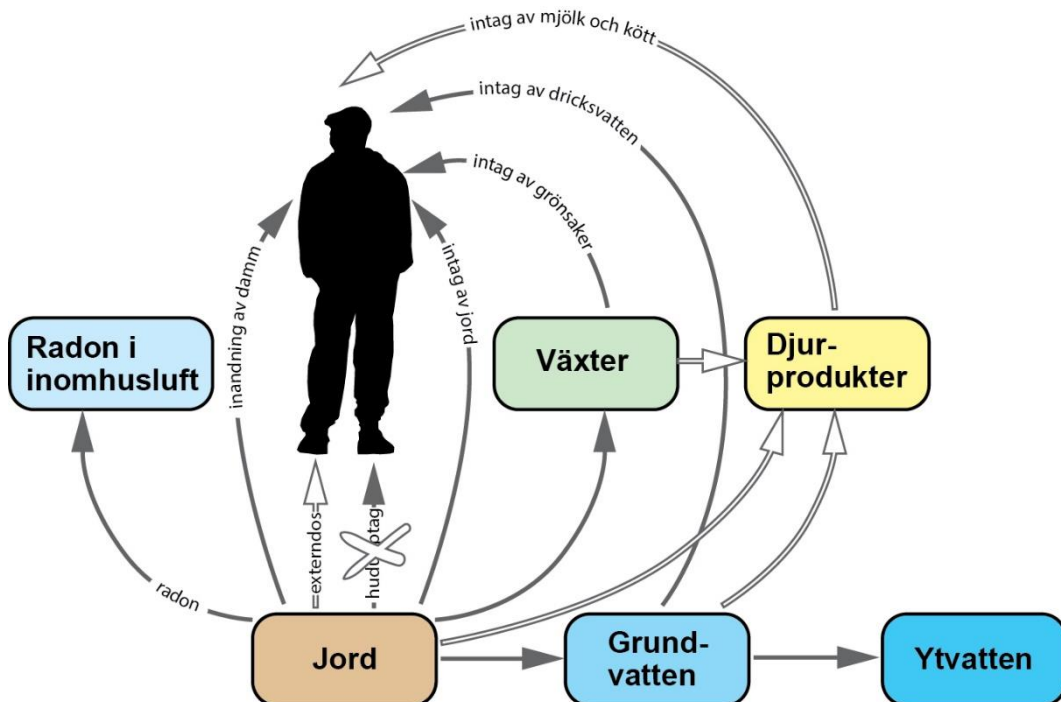 intag av mjölk och kött
intag av dricksvatten
intag av grönsaker
inandning av damm
intag av jord
Radon i
inomhusluft
Växter
Djur-
produkter
externdos
radon
Jord
Grund-
vatten
Ytvatten